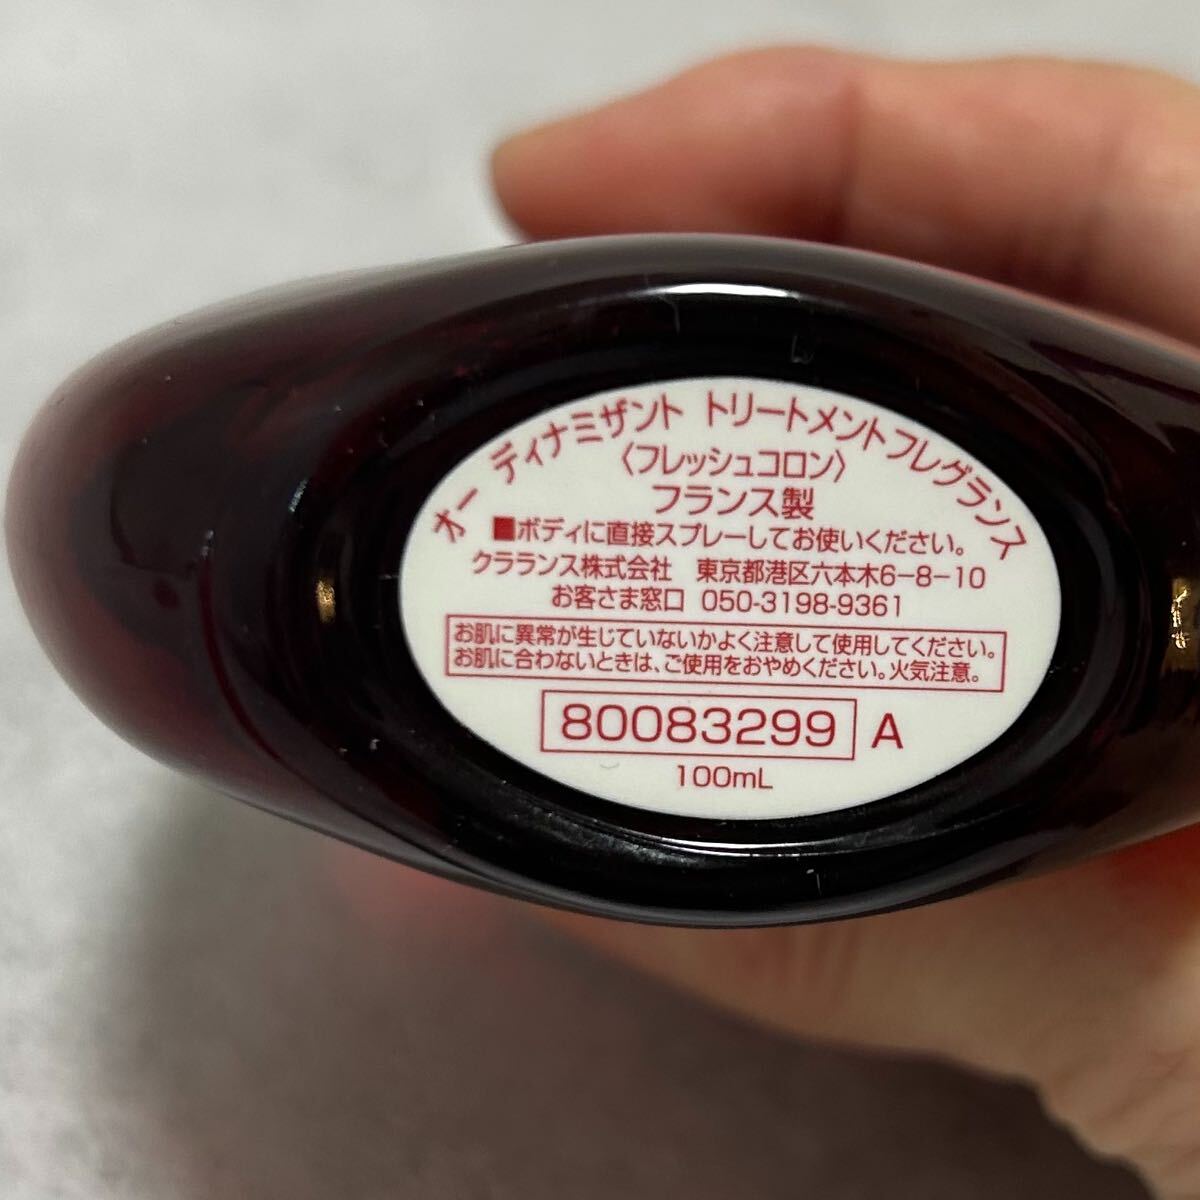 オー ディナミザント トリートメントフレグランス
〈フレッシュコロン〉
フランス製
■ボディに直接スプレーしてお使いください。
クラランス株式会社 東京都港区六本木6-8-10
お客さま窓口 050-3198-9361
お肌に異常が生じていないかよく注意して使用してください。
お肌に合わないときは、ご使用をおやめください。火気注意。
80083299 A
100mL